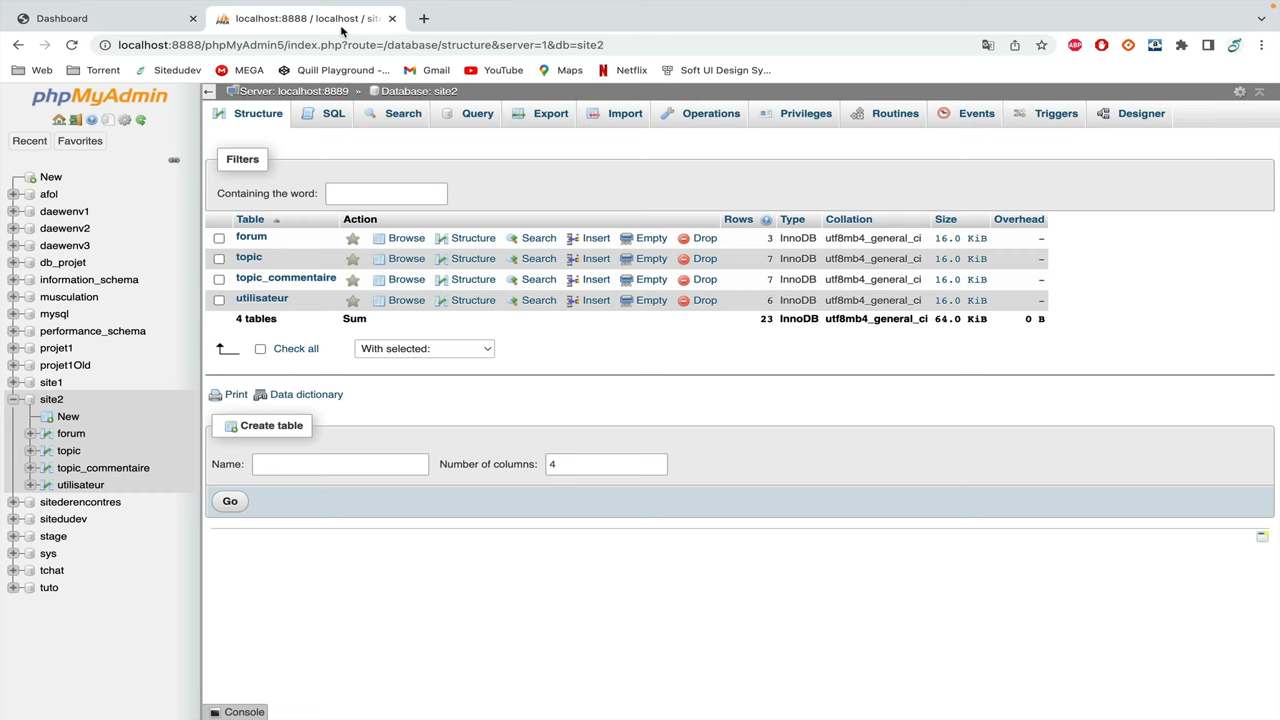 Dashboard
localhost:8888 / localhost / sit
localhost:8888/phpMyAdmin5/index.php?route=/database/structure&server=1&db=site2
Web
Torrent
Sitedudev
MEGA
Quill Playground -...
Gmail
YouTube
Maps
Netflix
Soft UI Design Sy...
phpMyAdmin
Recent
Favorites
New
afol
daewenv1
daewenv2
daewenv3
db_projet
information_schema
musculation
mysql
performance_schema
projet1
projet1Old
site1
site2
New
forum
topic
topic_commentaire
utilisateur
sitederencontres
sitedudev
stage
sys
tchat
tuto
Server: localhost:8889 » Database: site2
Structure SQL Search Query Export Import Operations Privileges Routines Events Triggers Designer
Filters
Containing the word:
Table Action Rows Type Collation Size Overhead
forum Browse Structure Search Insert Empty Drop 3 InnoDB utf8mb4_general_ci 16.0 KiB –
topic Browse Structure Search Insert Empty Drop 7 InnoDB utf8mb4_general_ci 16.0 KiB –
topic_commentaire Browse Structure Search Insert Empty Drop 7 InnoDB utf8mb4_general_ci 16.0 KiB –
utilisateur Browse Structure Search Insert Empty Drop 6 InnoDB utf8mb4_general_ci 16.0 KiB –
4 tables Sum 23 InnoDB utf8mb4_general_ci 64.0 KiB 0 B
Check all With selected:
Print Data dictionary
Create table
Name: Number of columns: 4
Go
Console